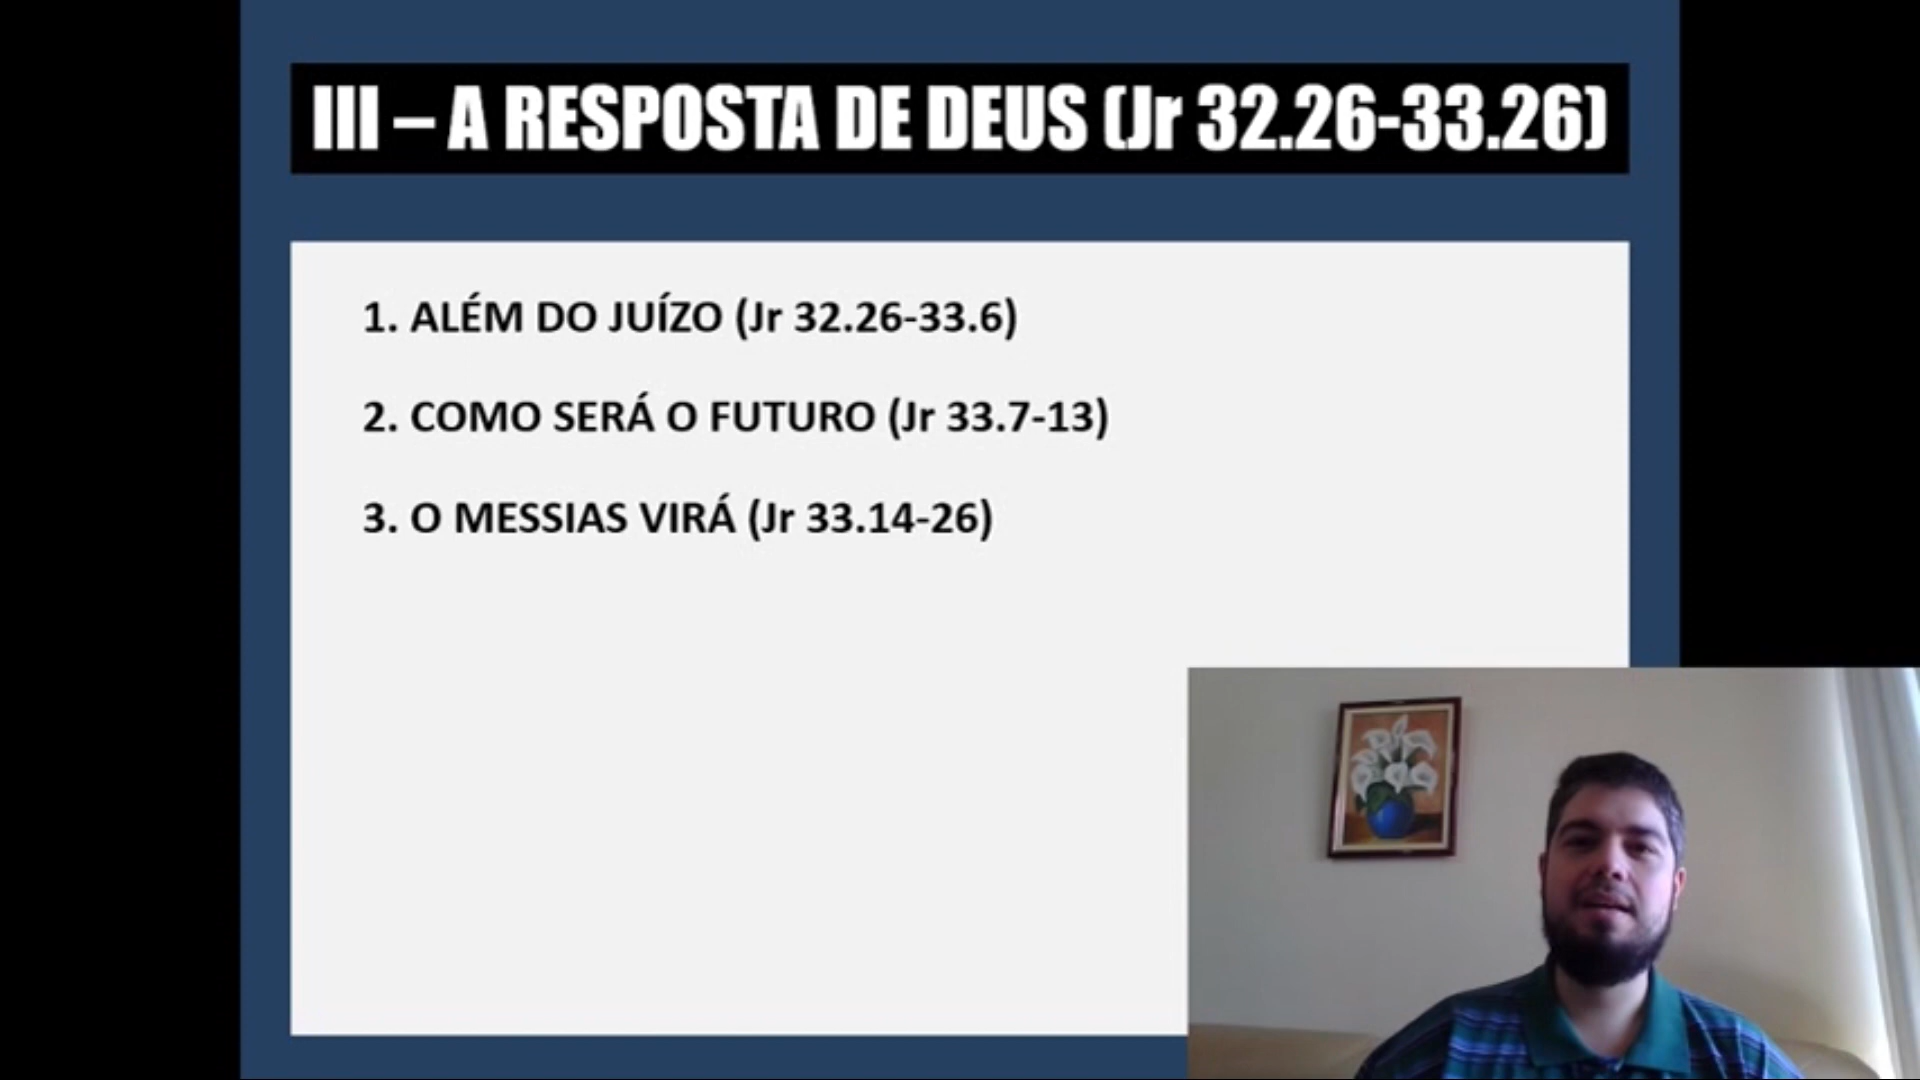 III – A RESPOSTA DE DEUS (Jr 32.26-33.26)
1. ALÉM DO JUÍZO (Jr 32.26-33.6)
2. COMO SERÁ O FUTURO (Jr 33.7-13)
3. O MESSIAS VIRÁ (Jr 33.14-26)